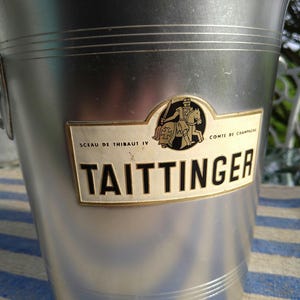 SCEAU DE THIBAUT IV COMTE DE CHAMPAGNE
TAITTINGER